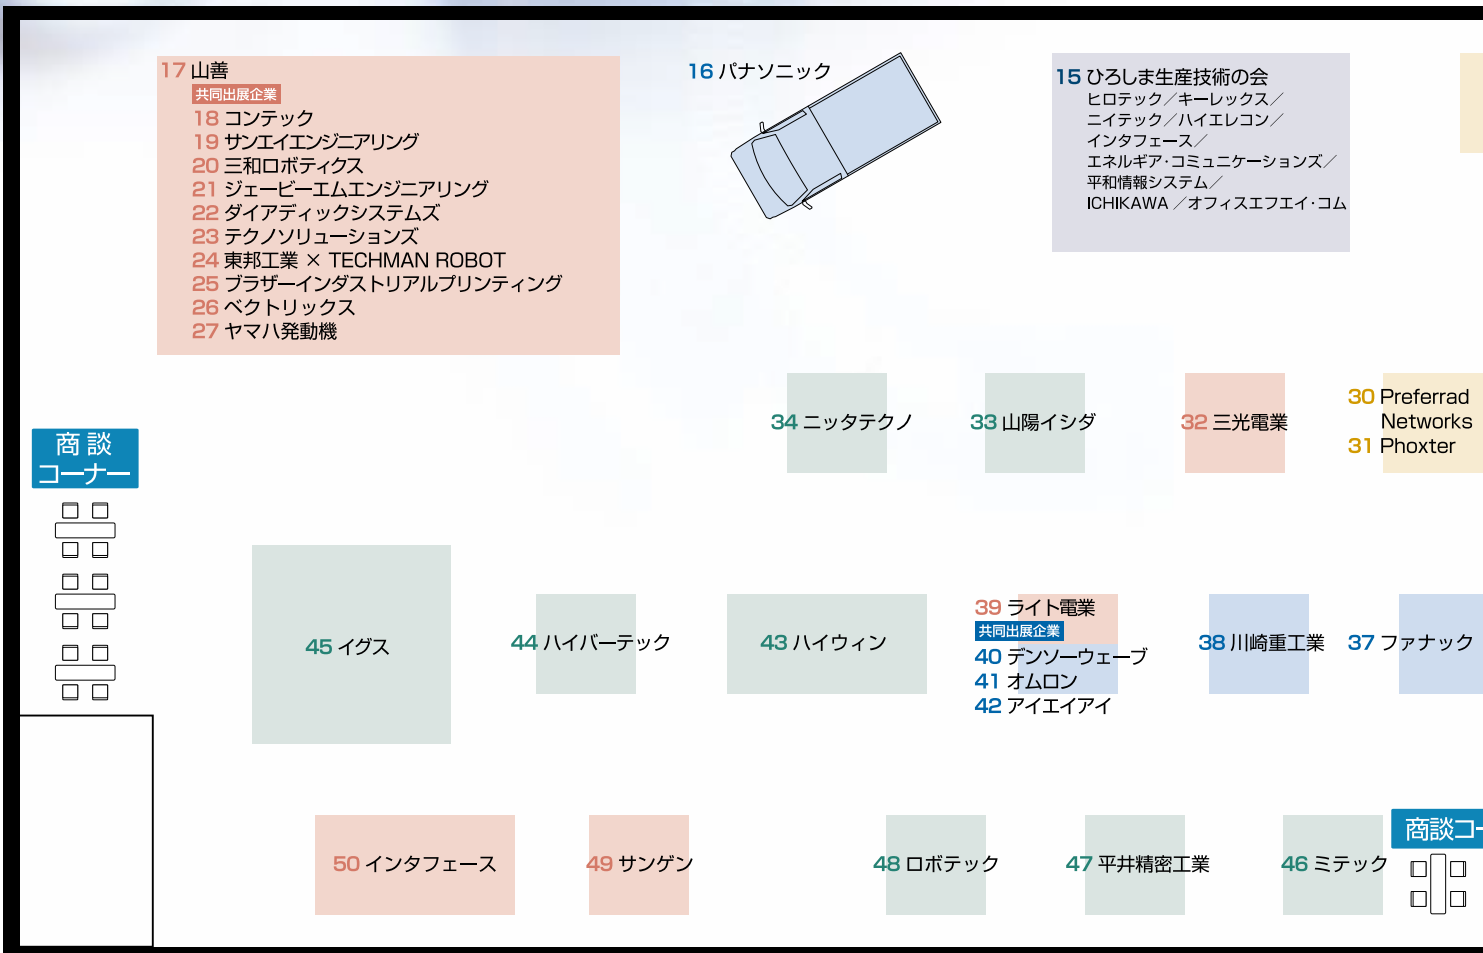 17 山善
共同出展企業
18 コンテック
19 サンエイエンジニアリング
20 三和ロボティクス
21 ジェービーエムエンジニアリング
22 ダイアディックシステムズ
23 テクノソリューションズ
24 東邦工業 × TECHMAN ROBOT
25 ブラザーインダストリアルプリンティング
26 ベクトリックス
27 ヤマハ発動機
16 パナソニック
15 ひろしま生産技術の会
ヒロテック／キーレックス／
ニイテック／ハイエレコン／
インタフェース／
エネルギア・コミュニケーションズ／
平和情報システム／
ICHIKAWA ／オフィスエフエイ・コム
34 ニッタテクノ
33 山陽イシダ
32 三光電業
30 Preferrad
Networks
31 Phoxter
商談
コーナー
45 イグス
44 ハイバーテック
43 ハイウィン
39 ライト電業
共同出展企業
40 デンソーウェーブ
41 オムロン
42 アイエイアイ
38 川崎重工業
37 ファナック
50 インタフェース
49 サンゲン
48 ロボテック
47 平井精密工業
46 ミテック
商談コー